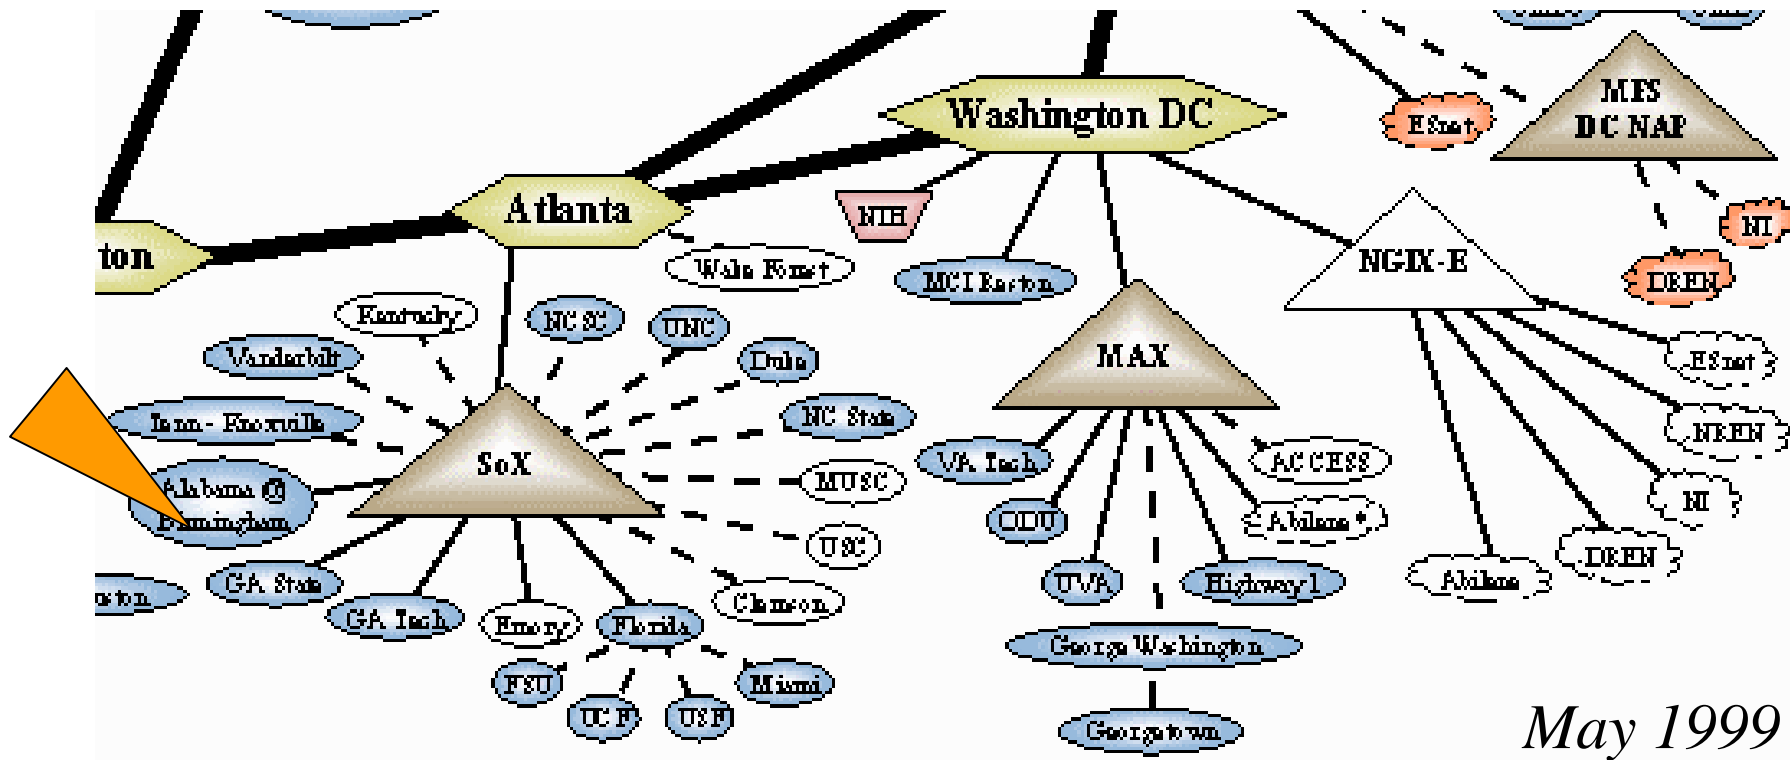 Washington DC
MFS
DC NAP
ESnet
Atlanta
NIH
NI
ton
Wake Forest
NGIX-E
MCI Reston
DREN
Kentucky
NCSC
UNC
Vanderbilt
Duke
MAX
ESnet
Tenn- Knoxville
NC State
NREN
SoX
VA Tech
ACCESS
MUSC
Alabama @
Birmingham
NI
ODU
Abilene *
USC
DREN
GA State
UVA
Highway1
Abilene
Clemson
GA Tech
Emory
Florida
George Washington
FSU
Miami
UCF
USF
Georgetown
May 1999